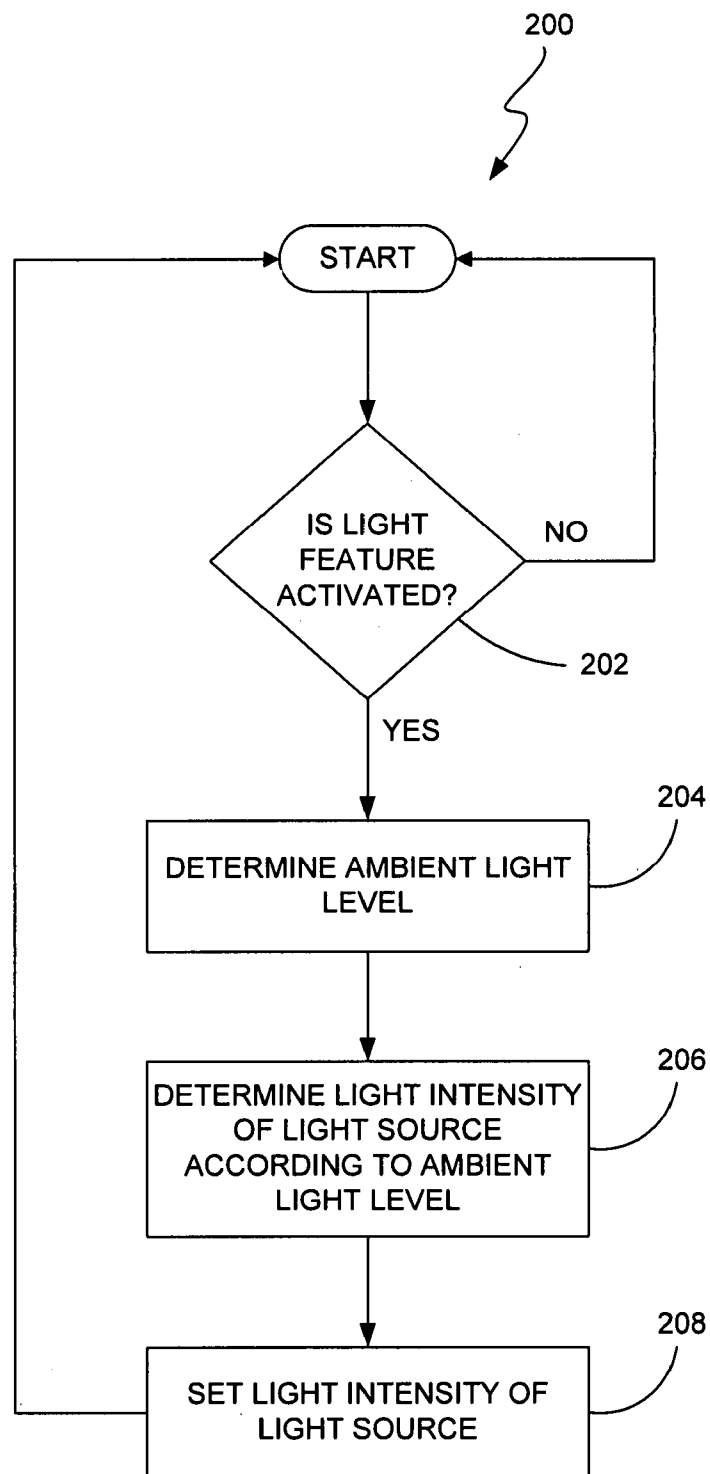 200
START
IS LIGHT
FEATURE
ACTIVATED?
NO
202
YES
204
DETERMINE AMBIENT LIGHT
LEVEL
206
DETERMINE LIGHT INTENSITY
OF LIGHT SOURCE
ACCORDING TO AMBIENT
LIGHT LEVEL
208
SET LIGHT INTENSITY OF
LIGHT SOURCE